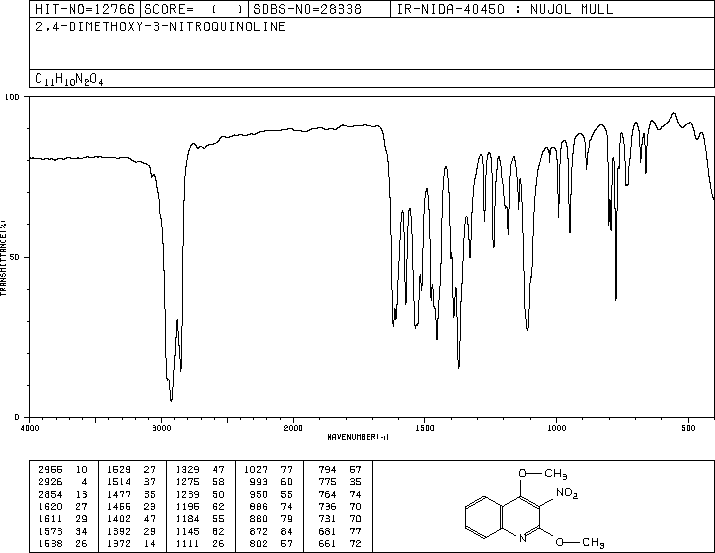 HIT-NO=12766 SCORE= ( ) SDBS-NO=28338 IR-NIDA-40450 : NUJOL MULL
2,4-DIMETHOXY-3-NITROQUINOLINE
C11H10N2O4
100
50
0
TRANSMITTANCE(%)
4000 3000 2000 1500 1000 500
WAVENUMBER(-1)
2956 10 1529 27 1329 47 1027 77 794 57
2926 4 1514 37 1275 58 993 60 775 35
2854 13 1477 35 1239 50 950 55 764 74
1620 27 1456 23 1195 62 886 74 736 70
1611 29 1402 47 1184 55 880 79 731 70
1573 34 1392 29 1145 62 872 84 681 77
1538 26 1372 14 1111 26 802 57 661 72
O—CH3
NO2
N O—CH3